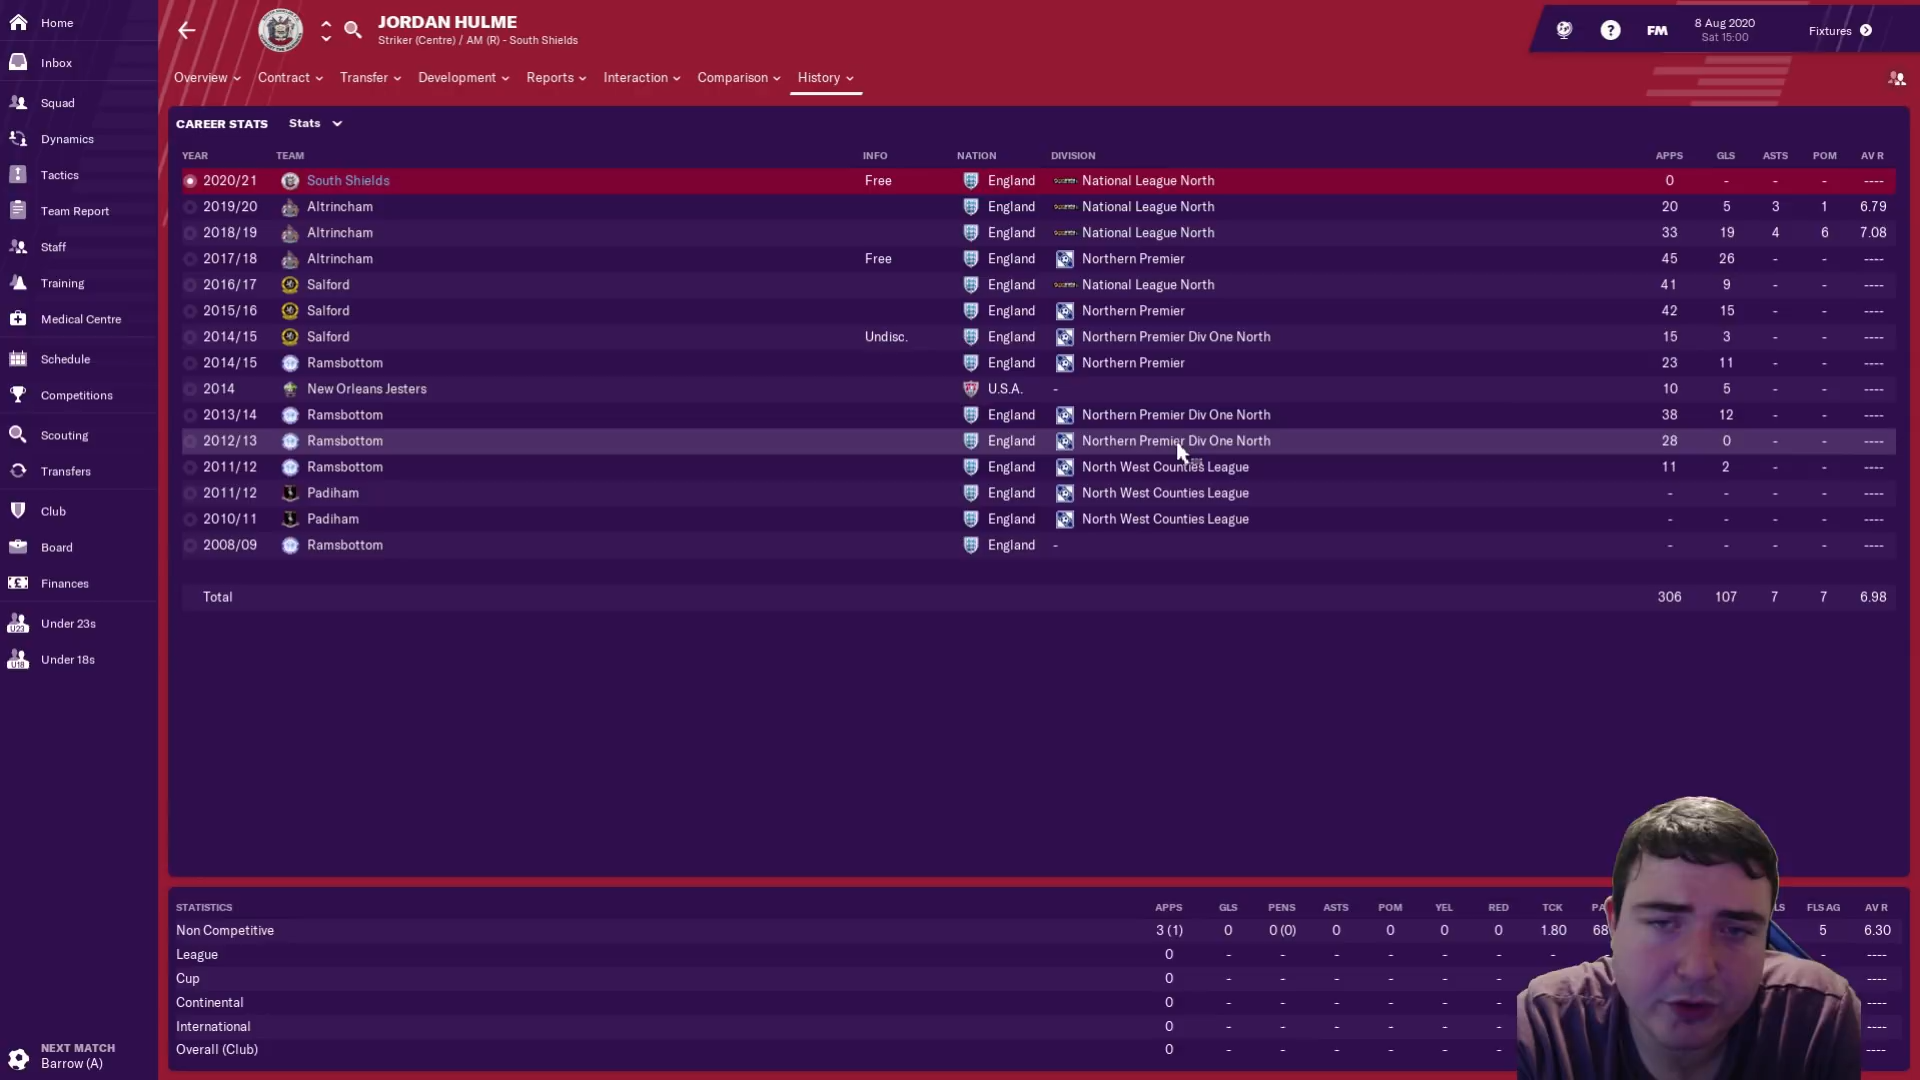 Home
Inbox
Squad
Dynamics
Tactics
Team Report
Staff
Training
Medical Centre
Schedule
Competitions
Scouting
Transfers
Club
Board
Finances
Under 23s
Under 18s
NEXT MATCH
Barrow (A)
JORDAN HULME
Striker (Centre) / AM (R) - South Shields
FM
8 Aug 2020
Sat 15:00
Fixtures
Overview Contract Transfer Development Reports Interaction Comparison History
CAREER STATS Stats
YEAR TEAM INFO NATION DIVISION APPS GLS ASTS POM AV R
2020/21 South Shields Free England National League North 0 - - - ----
2019/20 Altrincham England National League North 20 5 3 1 6.79
2018/19 Altrincham England National League North 33 19 4 6 7.08
2017/18 Altrincham Free England Northern Premier 45 26 - - ----
2016/17 Salford England National League North 41 9 - - ----
2015/16 Salford England Northern Premier 42 15 - - ----
2014/15 Salford Undisc. England Northern Premier Div One North 15 3 - - ----
2014/15 Ramsbottom England Northern Premier 23 11 - - ----
2014 New Orleans Jesters U.S.A. - 10 5 - - ----
2013/14 Ramsbottom England Northern Premier Div One North 38 12 - - ----
2012/13 Ramsbottom England Northern Premier Div One North 28 0 - - ----
2011/12 Ramsbottom England North West Counties League 11 2 - - ----
2011/12 Padiham England North West Counties League - - - - ----
2010/11 Padiham England North West Counties League - - - - ----
2008/09 Ramsbottom England - - - - - ----
Total 306 107 7 7 6.98
STATISTICS APPS GLS PENS ASTS POM YEL RED TCK FLS AG AV R
Non Competitive 3 (1) 0 0 (0) 0 0 0 0 1.80 5 6.30
League 0 - - - - - - - - ----
Cup 0 - - - - - - - ----
Continental 0 - - - - - - ----
International 0 - - - - - - ----
Overall (Club) 0 - - - - - - ----